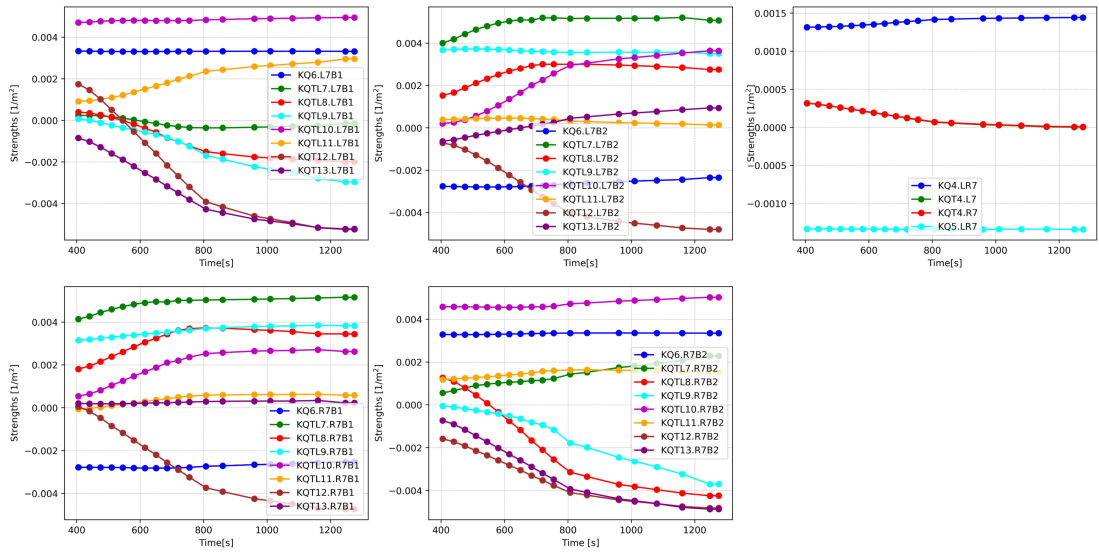 Strengths [1/m²]
0.004
0.002
0.000
−0.002
−0.004
400 600 800 1000 1200
Time[s]
KQ6.L7B1
KQTL7.L7B1
KQTL8.L7B1
KQTL9.L7B1
KQTL10.L7B1
KQTL11.L7B1
KQT12.L7B1
KQT13.L7B1
Strengths [1/m²]
0.004
0.002
0.000
−0.002
−0.004
400 600 800 1000 1200
Time[s]
KQ6.L7B2
KQTL7.L7B2
KQTL8.L7B2
KQTL9.L7B2
KQTL10.L7B2
KQTL11.L7B2
KQT12.L7B2
KQT13.L7B2
Strengths [1/m²]
0.0015
0.0010
0.0005
0.0000
−0.0005
−0.0010
400 600 800 1000 1200
Time[s]
KQ4.LR7
KQT4.L7
KQT4.R7
KQ5.LR7
Strengths [1/m²]
0.004
0.002
0.000
−0.002
−0.004
400 600 800 1000 1200
Time[s]
KQ6.R7B1
KQTL7.R7B1
KQTL8.R7B1
KQTL9.R7B1
KQTL10.R7B1
KQTL11.R7B1
KQT12.R7B1
KQT13.R7B1
Strengths [1/m²]
0.004
0.002
0.000
−0.002
−0.004
400 600 800 1000 1200
Time [s]
KQ6.R7B2
KQTL7.R7B2
KQTL8.R7B2
KQTL9.R7B2
KQTL10.R7B2
KQTL11.R7B2
KQT12.R7B2
KQT13.R7B2